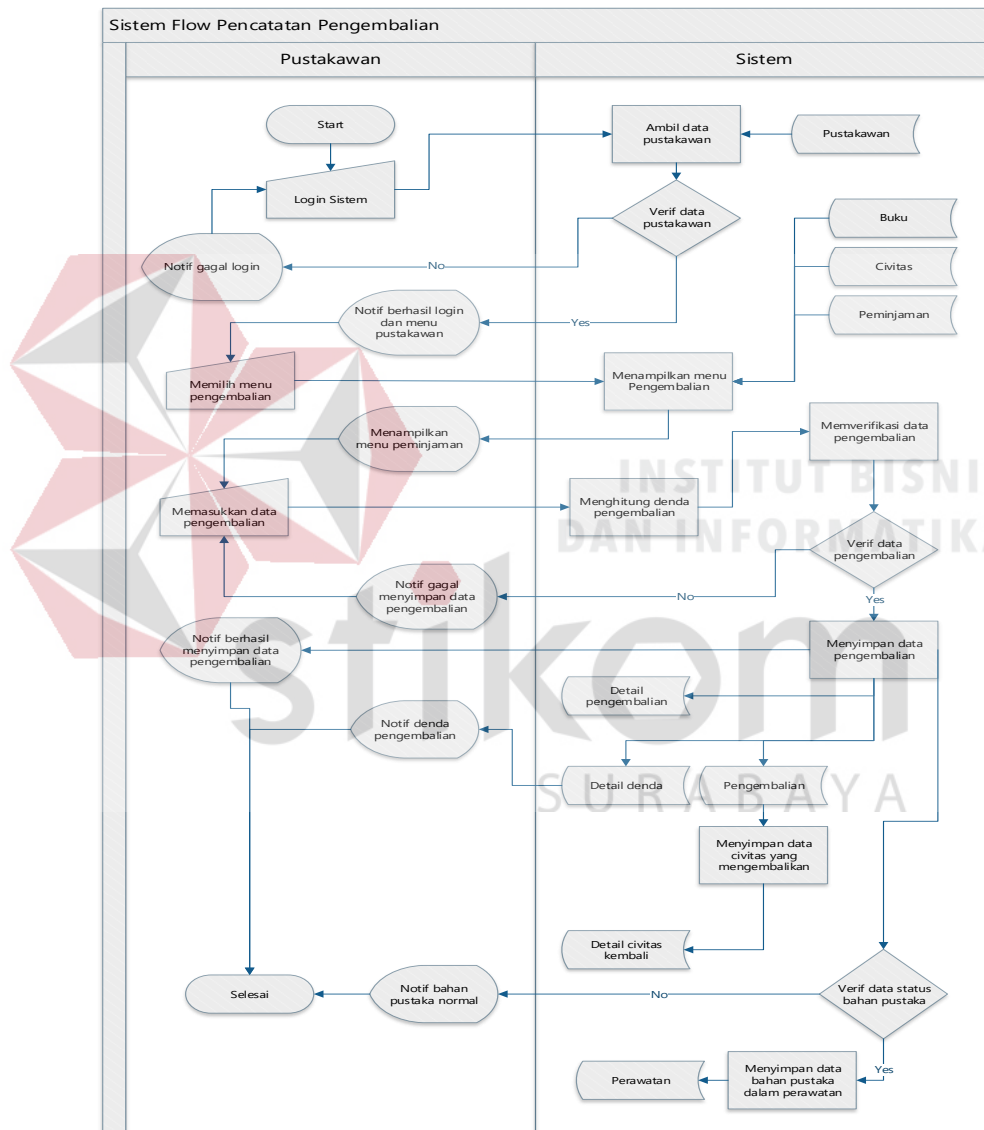 Sistem Flow Pencatatan Pengembalian
Pustakawan
Sistem
Start
Login Sistem
Ambil data
pustakawan
Pustakawan
Verif data
pustakawan
Buku
Civitas
Peminjaman
Notif gagal login
No
Notif berhasil login
dan menu
pustakawan
Yes
Memilih menu
pengembalian
Menampilkan menu
Pengembalian
Menampilkan
menu peminjaman
Memverifikasi data
pengembalian
INSTITUT BISNI
DAN INFORMATIKA
Memasukkan data
pengembalian
Menghitung denda
pengembalian
Verif data
pengembalian
Notif gagal
menyimpan data
pengembalian
No
Yes
Notif berhasil
menyimpan data
pengembalian
Menyimpan data
pengembalian
stikom
SURABAYA
Detail
pengembalian
Notif denda
pengembalian
Detail denda
Pengembalian
Menyimpan data
civitas yang
mengembalikan
Detail civitas
kembali
Selesai
Notif bahan
pustaka normal
No
Verif data status
bahan pustaka
Yes
Perawatan
Menyimpan data
bahan pustaka
dalam perawatan